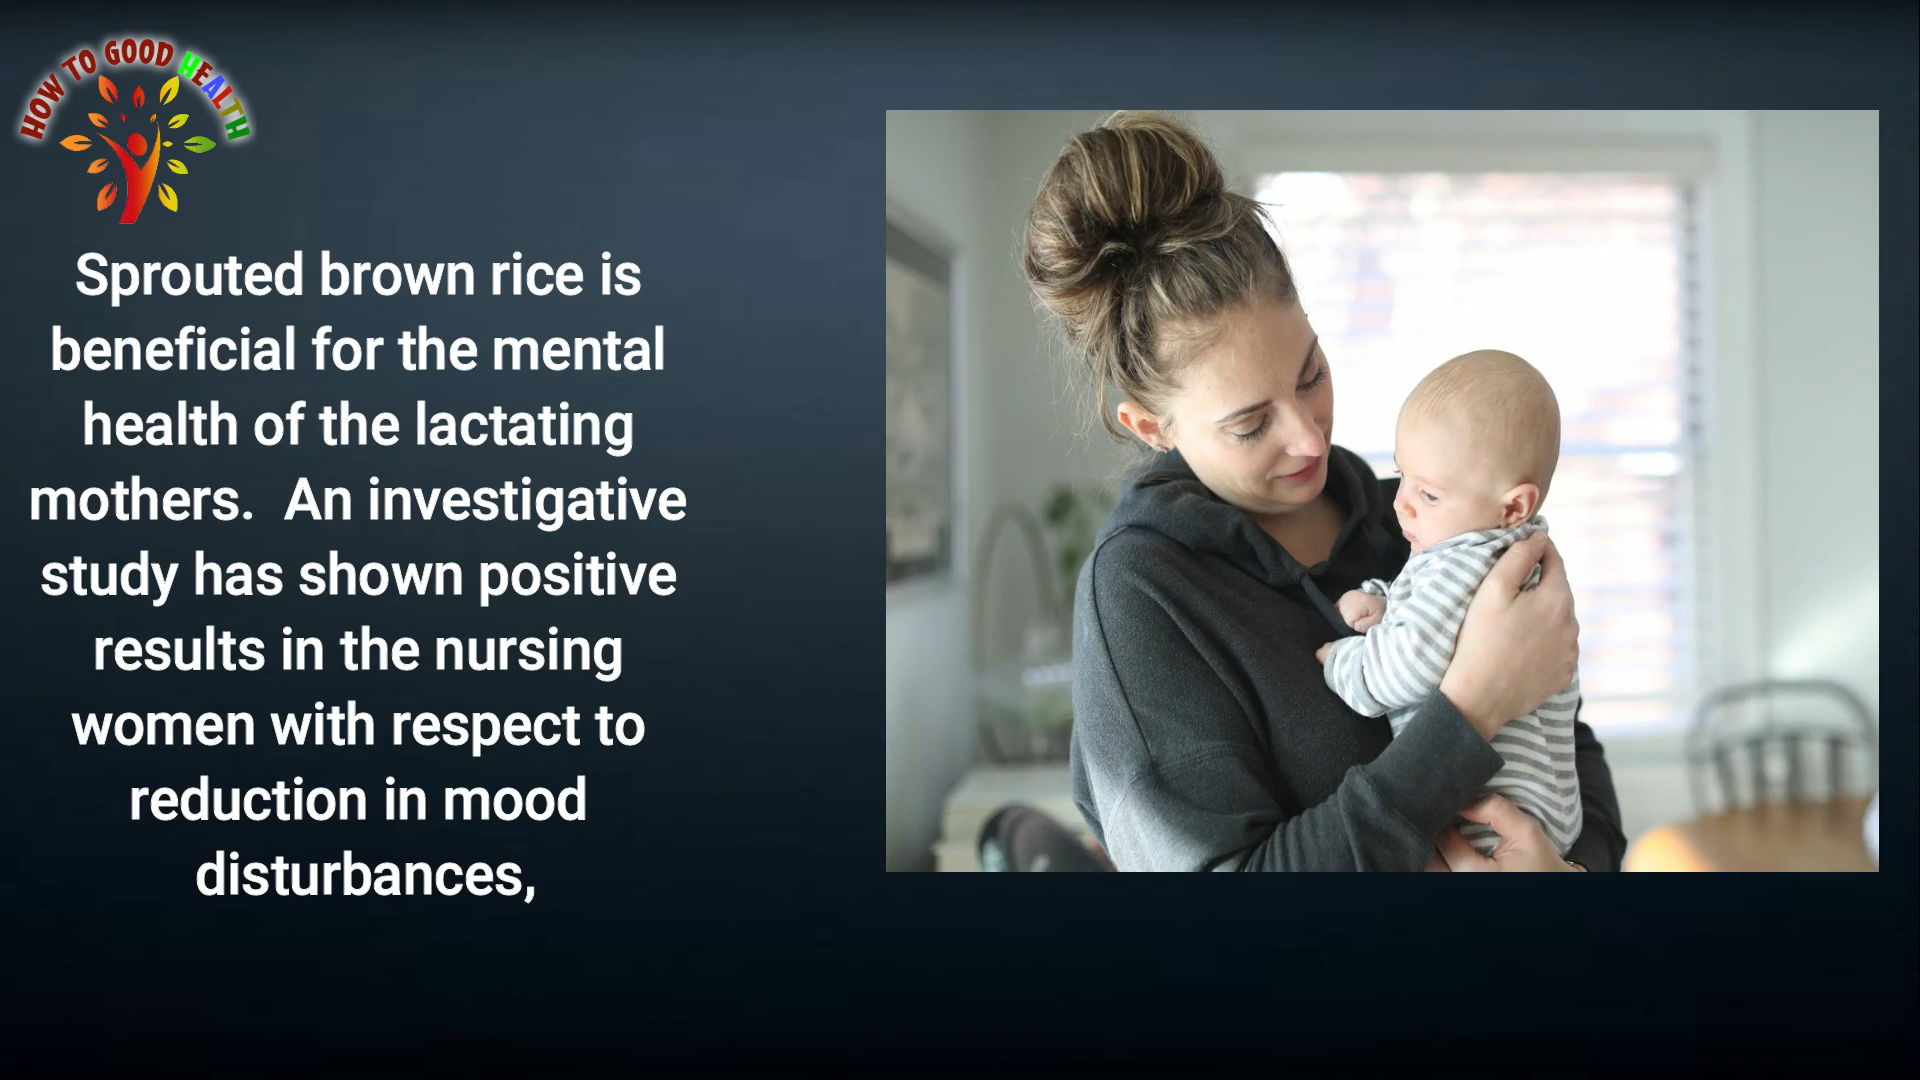 HOW TO GOOD HEALTH
Sprouted brown rice is
beneficial for the mental
health of the lactating
mothers.  An investigative
study has shown positive
results in the nursing
women with respect to
reduction in mood
disturbances,